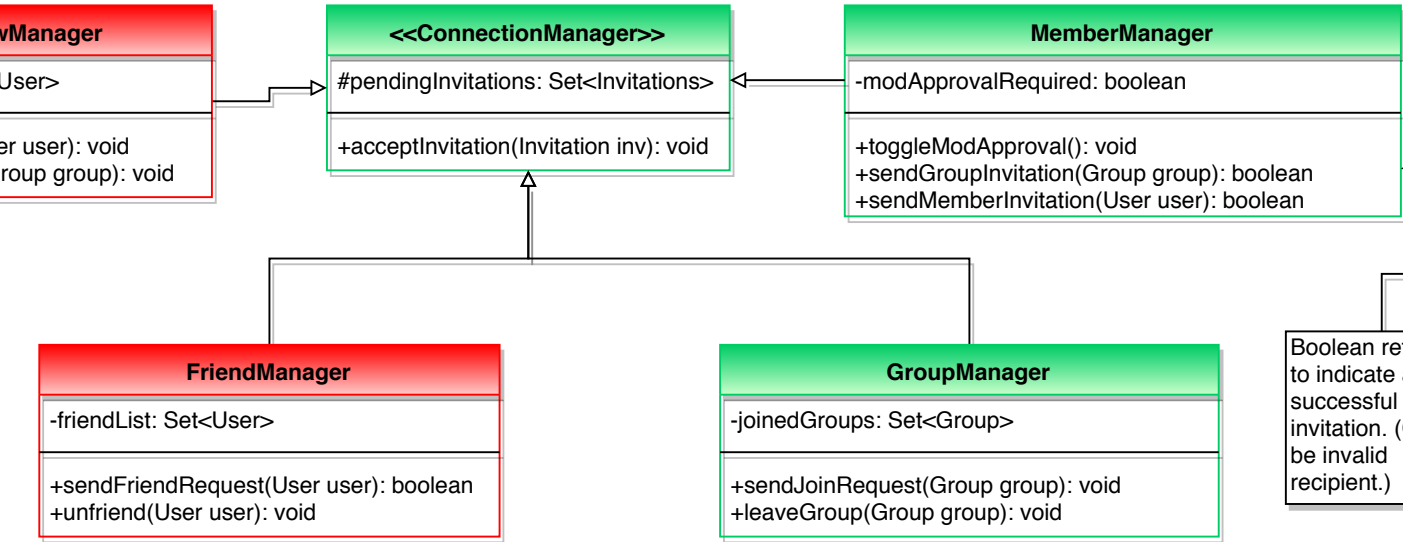 wManager
User>
er user): void
roup group): void
<<ConnectionManager>>
#pendingInvitations: Set<Invitations>
+acceptInvitation(Invitation inv): void
MemberManager
-modApprovalRequired: boolean
+toggleModApproval(): void
+sendGroupInvitation(Group group): boolean
+sendMemberInvitation(User user): boolean
FriendManager
-friendList: Set<User>
+sendFriendRequest(User user): boolean
+unfriend(User user): void
GroupManager
-joinedGroups: Set<Group>
+sendJoinRequest(Group group): void
+leaveGroup(Group group): void
Boolean re
to indicate
successful
invitation. (
be invalid
recipient.)